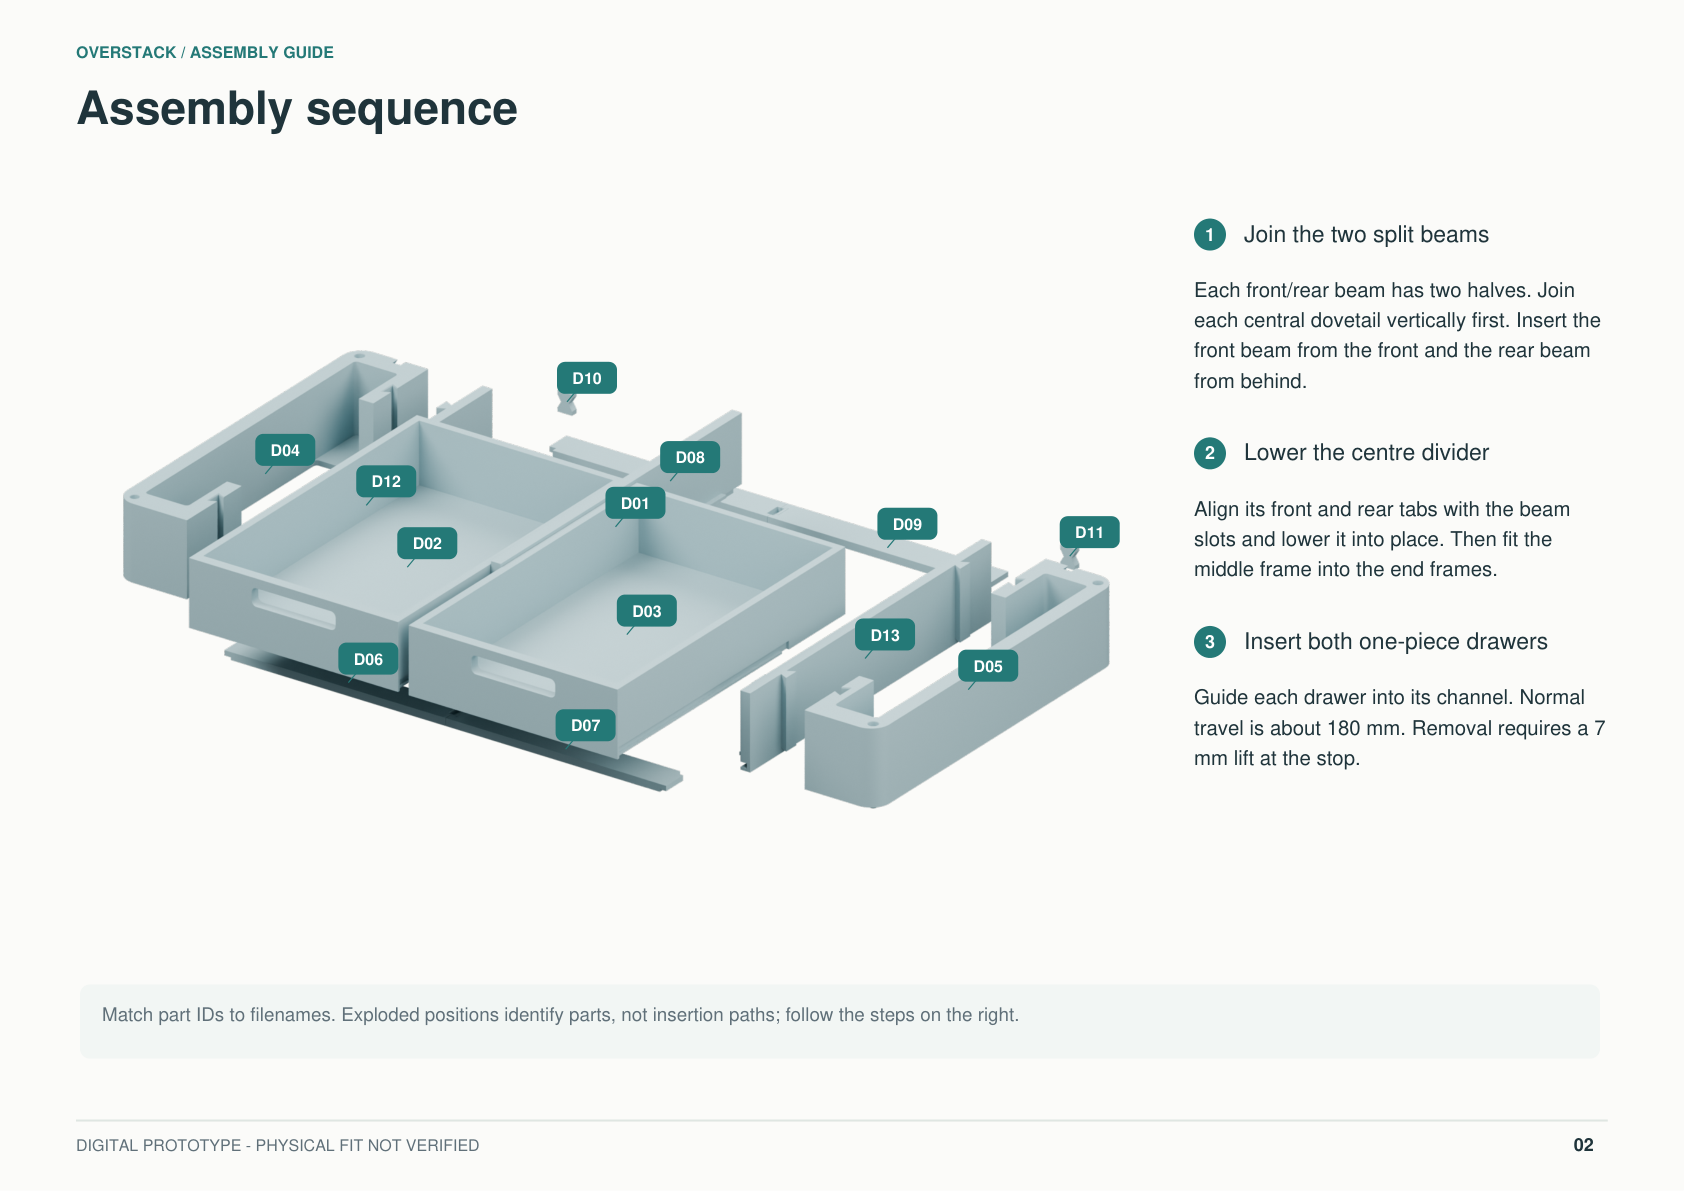 OVERSTACK / ASSEMBLY GUIDE
Assembly sequence
D10
D04
D08
D12
D01
D09
D11
D02
D03
D13
D06
D05
D07
1 Join the two split beams
Each front/rear beam has two halves. Join
each central dovetail vertically first. Insert the
front beam from the front and the rear beam
from behind.
2 Lower the centre divider
Align its front and rear tabs with the beam
slots and lower it into place. Then fit the
middle frame into the end frames.
3 Insert both one-piece drawers
Guide each drawer into its channel. Normal
travel is about 180 mm. Removal requires a 7
mm lift at the stop.
Match part IDs to filenames. Exploded positions identify parts, not insertion paths; follow the steps on the right.
DIGITAL PROTOTYPE - PHYSICAL FIT NOT VERIFIED
02